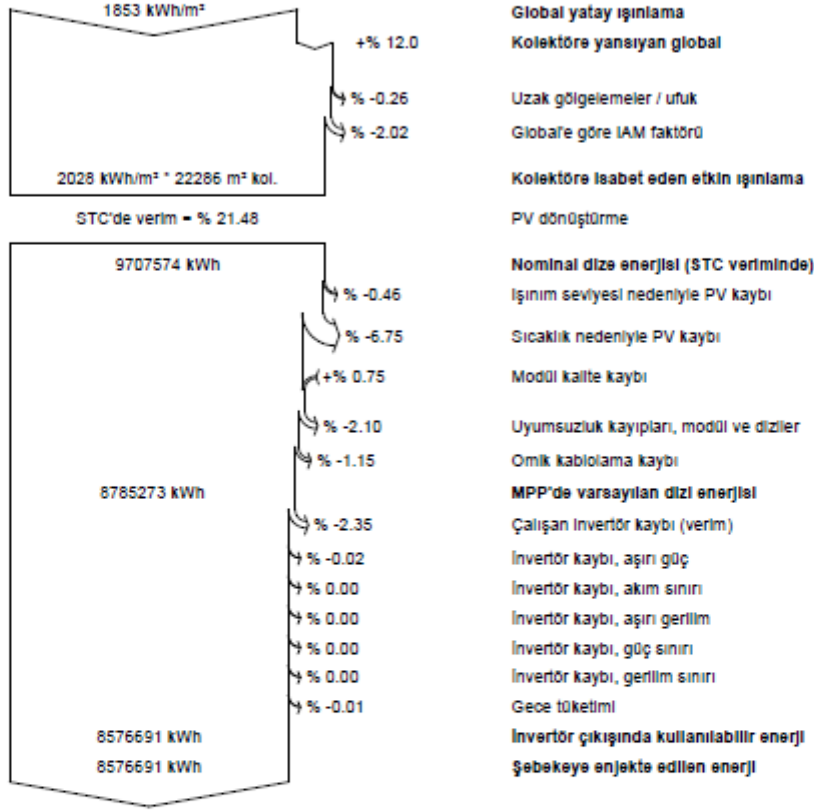 1853 kWh/m² Global yatay ışınlama
+% 12.0 Kolektöre yansıyan global
% -0.26 Uzak gölgelemeler / ufuk
% -2.02 Global'e göre IAM faktörü
2028 kWh/m² * 22286 m² kol. Kolektöre isabet eden etkin ışınlama
STC'de verim = % 21.48 PV dönüştürme
9707574 kWh Nominal dize enerjisi (STC veriminde)
% -0.46 Işınım seviyesi nedeniyle PV kaybı
% -6.75 Sıcaklık nedeniyle PV kaybı
+% 0.75 Modül kalite kaybı
% -2.10 Uyumsuzluk kayıpları, modül ve diziler
% -1.15 Omik kablolama kaybı
8785273 kWh MPP'de varsayılan dizi enerjisi
% -2.35 Çalışan invertör kaybı (verim)
% -0.02 İnvertör kaybı, aşırı güç
% 0.00 İnvertör kaybı, akım sınırı
% 0.00 İnvertör kaybı, aşırı gerilim
% 0.00 İnvertör kaybı, güç sınırı
% 0.00 İnvertör kaybı, gerilim sınırı
% -0.01 Gece tüketimi
8576691 kWh İnvertör çıkışında kullanılabilir enerji
8576691 kWh Şebekeye enjekte edilen enerji